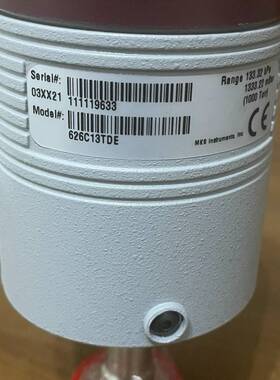 Serial#:
03XX21 111119633
Model#:
626C13TDE
Range 133.32 kPa
1333.22 mBar
(1000 Torr)
CE
MKS Instruments, Inc.